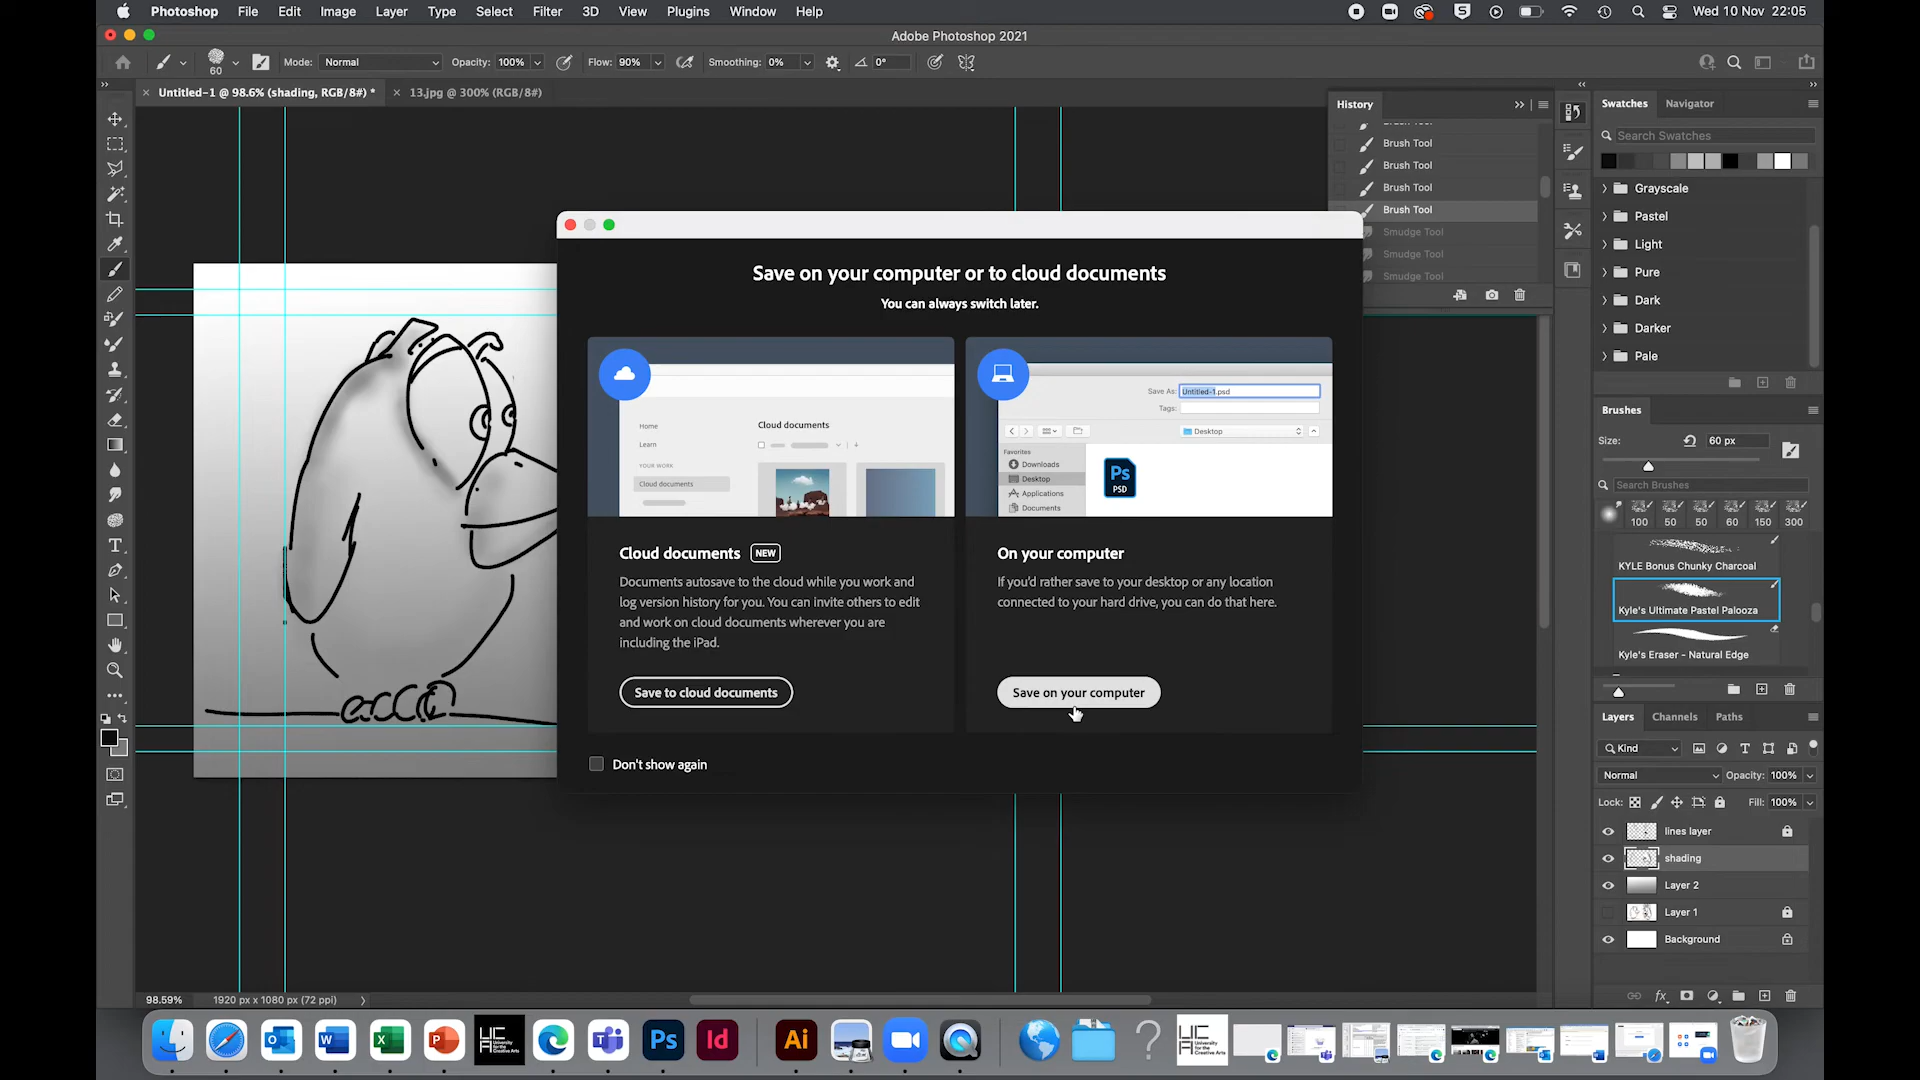 Photoshop File Edit Image Layer Type Select Filter 3D View Plugins Window Help Wed 10 Nov 22:05
Adobe Photoshop 2021
60 Mode: Normal Opacity: 100% Flow: 90% Smoothing: 0% 0°
Untitled-1 @ 98.6% (shading, RGB/8#) * 13.jpg @ 300% (RGB/8#)
History
Brush Tool
Brush Tool
Brush Tool
Brush Tool
Smudge Tool
Smudge Tool
Smudge Tool
Swatches Navigator
Search Swatches
Grayscale
Pastel
Light
Pure
Dark
Darker
Pale
Save on your computer or to cloud documents
You can always switch later.
Home
Learn
YOUR WORK
Cloud documents
Cloud documents
Save As: Untitled-1.psd
Tags:
Desktop
Favorites
Downloads
Desktop
Applications
Documents
Ps
PSD
Cloud documents NEW
Documents autosave to the cloud while you work and
log version history for you. You can invite others to edit
and work on cloud documents wherever you are
including the iPad.
Save to cloud documents
On your computer
If you'd rather save to your desktop or any location
connected to your hard drive, you can do that here.
Save on your computer
Don't show again
Brushes
Size: 60 px
Search Brushes
100 50 50 60 150 300
KYLE Bonus Chunky Charcoal
Kyle's Ultimate Pastel Palooza
Kyle's Eraser - Natural Edge
Layers Channels Paths
Kind
Normal Opacity: 100%
Lock: Fill: 100%
lines layer
shading
Layer 2
Layer 1
Background
fx
98.59% 1920 px x 1080 px (72 ppi)
Ps Id Ai
University for the Creative Arts